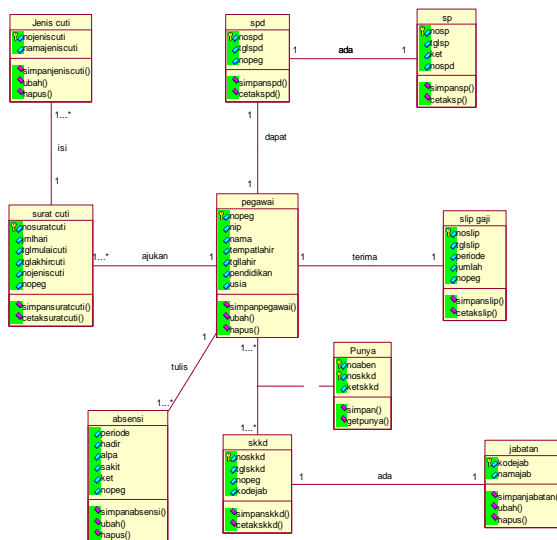 Jenis cuti
nojeniscuti
namajeniscuti
simpanjeniscuti()
ubah()
hapus()
spd
nospd
tglspd
nopeg
simpanspd()
cetakspd()
1
ada
1
sp
nosp
tglsp
ket
nospd
simpansp()
cetaksp()
1...*
isi
1
1
dapat
1
surat cuti
nosuratcuti
mlhari
tglmulaicuti
tglakhircuti
nojeniscuti
nopeg
simpansuratcuti()
cetaksuratcuti()
1...*
ajukan
1
pegawai
nopeg
nip
nama
tempatlahir
tgllahir
pendidikan
usia
simpanpegawai()
ubah()
hapus()
1
terima
1
slip gaji
noslip
tglslip
periode
jumlah
nopeg
simpanslip()
cetakslip()
1
tulis
1...*
1...*
1...*
Punya
noaben
noskkd
ketskkd
simpan()
getpunya()
absensi
periode
hadir
alpa
sakit
ket
nopeg
simpanabsensi()
ubah()
hapus()
skkd
noskkd
tglskkd
nopeg
kodejab
simpanskkd()
cetakskkd()
1
ada
1
jabatan
kodejab
namajab
simpanjabatan()
ubah()
hapus()